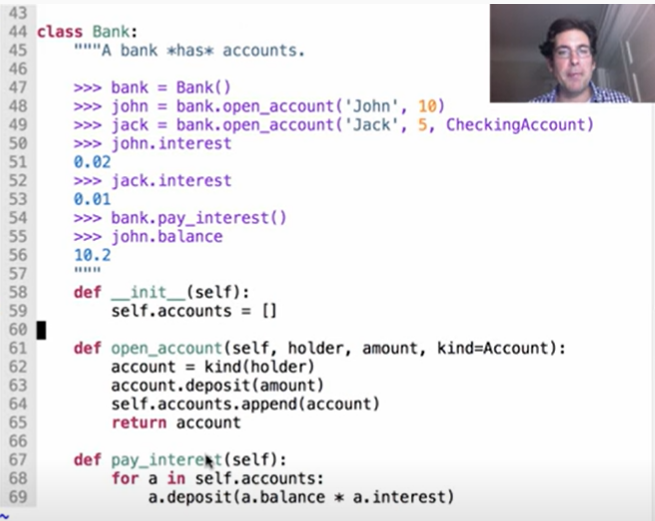 43
44 class Bank:
45     """A bank *has* accounts.
46
47     >>> bank = Bank()
48     >>> john = bank.open_account('John', 10)
49     >>> jack = bank.open_account('Jack', 5, CheckingAccount)
50     >>> john.interest
51     0.02
52     >>> jack.interest
53     0.01
54     >>> bank.pay_interest()
55     >>> john.balance
56     10.2
57     """
58     def __init__(self):
59         self.accounts = []
60
61     def open_account(self, holder, amount, kind=Account):
62         account = kind(holder)
63         account.deposit(amount)
64         self.accounts.append(account)
65         return account
66
67     def pay_interest(self):
68         for a in self.accounts:
69             a.deposit(a.balance * a.interest)
~